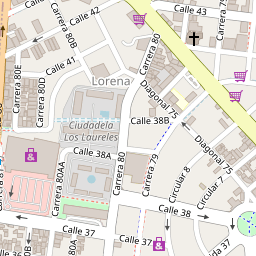 Calle 43
Calle 42
Carrera 80B
Carrera 80
Calle 41
Carrera 80E
Carrera 80D
Lorena
Diagonal 75
Ciudadela
Los Laureles
Calle 38B
Diagonal 75
Calle 38A
Carrera 80
Carrera 79
Carrera 80AA
Circular 8
Circular 7
Calle 38
Calle 37
Calle 37